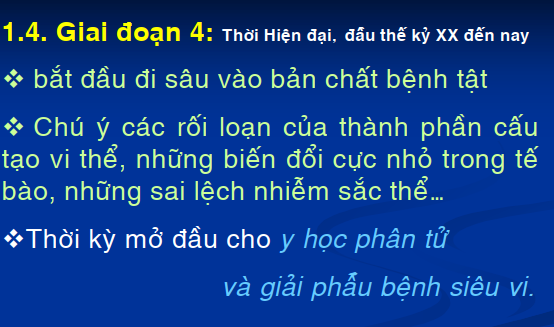 1.4. Giai đoạn 4: Thời Hiện đại, đầu thế kỷ XX đến nay
❖ bắt đầu đi sâu vào bản chất bệnh tật
❖ Chú ý các rối loạn của thành phần cấu
tạo vi thể, những biến đổi cực nhỏ trong tế
bào, những sai lệch nhiễm sắc thể…
❖Thời kỳ mở đầu cho y học phân tử
và giải phẫu bệnh siêu vi.